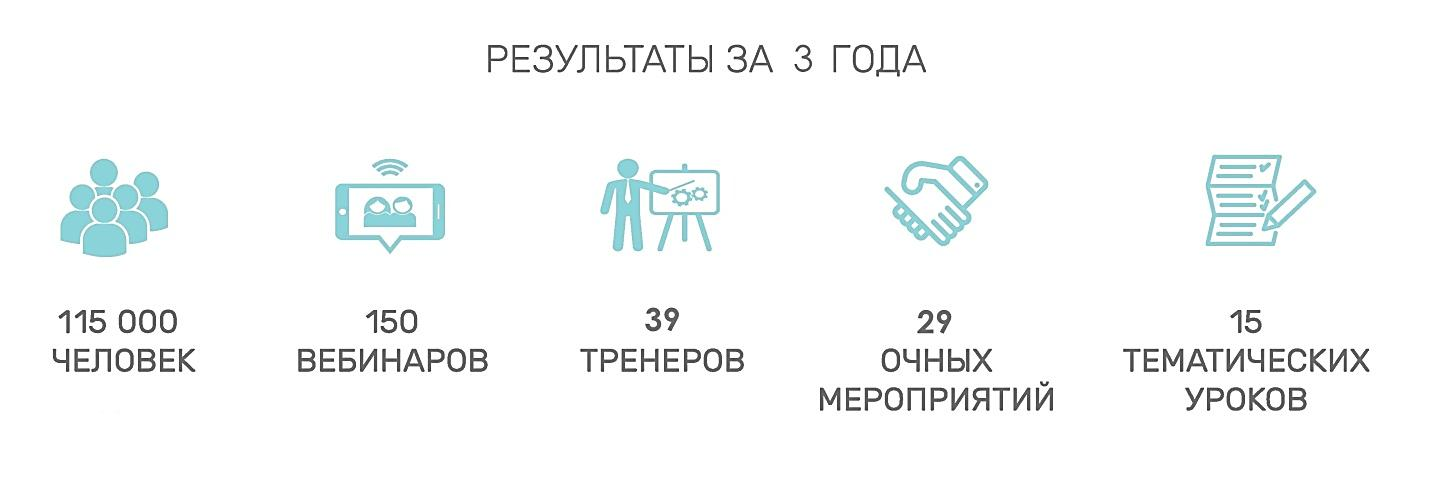 РЕЗУЛЬТАТЫ ЗА 3 ГОДА
115 000
ЧЕЛОВЕК
150
ВЕБИНАРОВ
39
ТРЕНЕРОВ
29
ОЧНЫХ
МЕРОПРИЯТИЙ
15
ТЕМАТИЧЕСКИХ
УРОКОВ